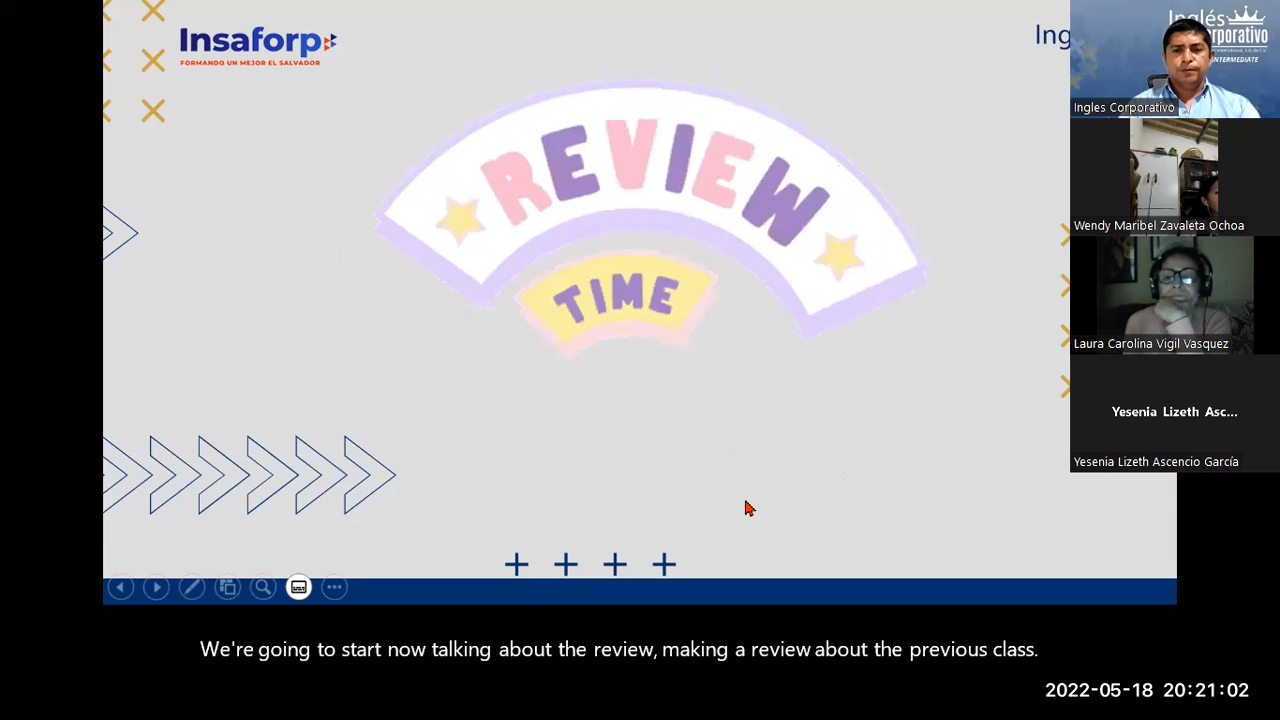 Insaforp
FORMANDO UN MEJOR EL SALVADOR
Ing
REVIEW
TIME
Inglés
Corporativo
INTERMEDIATE
Ingles Corporativo
Wendy Maribel Zavaleta Ochoa
Laura Carolina Vigil Vasquez
Yesenia Lizeth Asc...
Yesenia Lizeth Ascencio García
We're going to start now talking about the review, making a review about the previous class.
2022-05-18 20:21:02